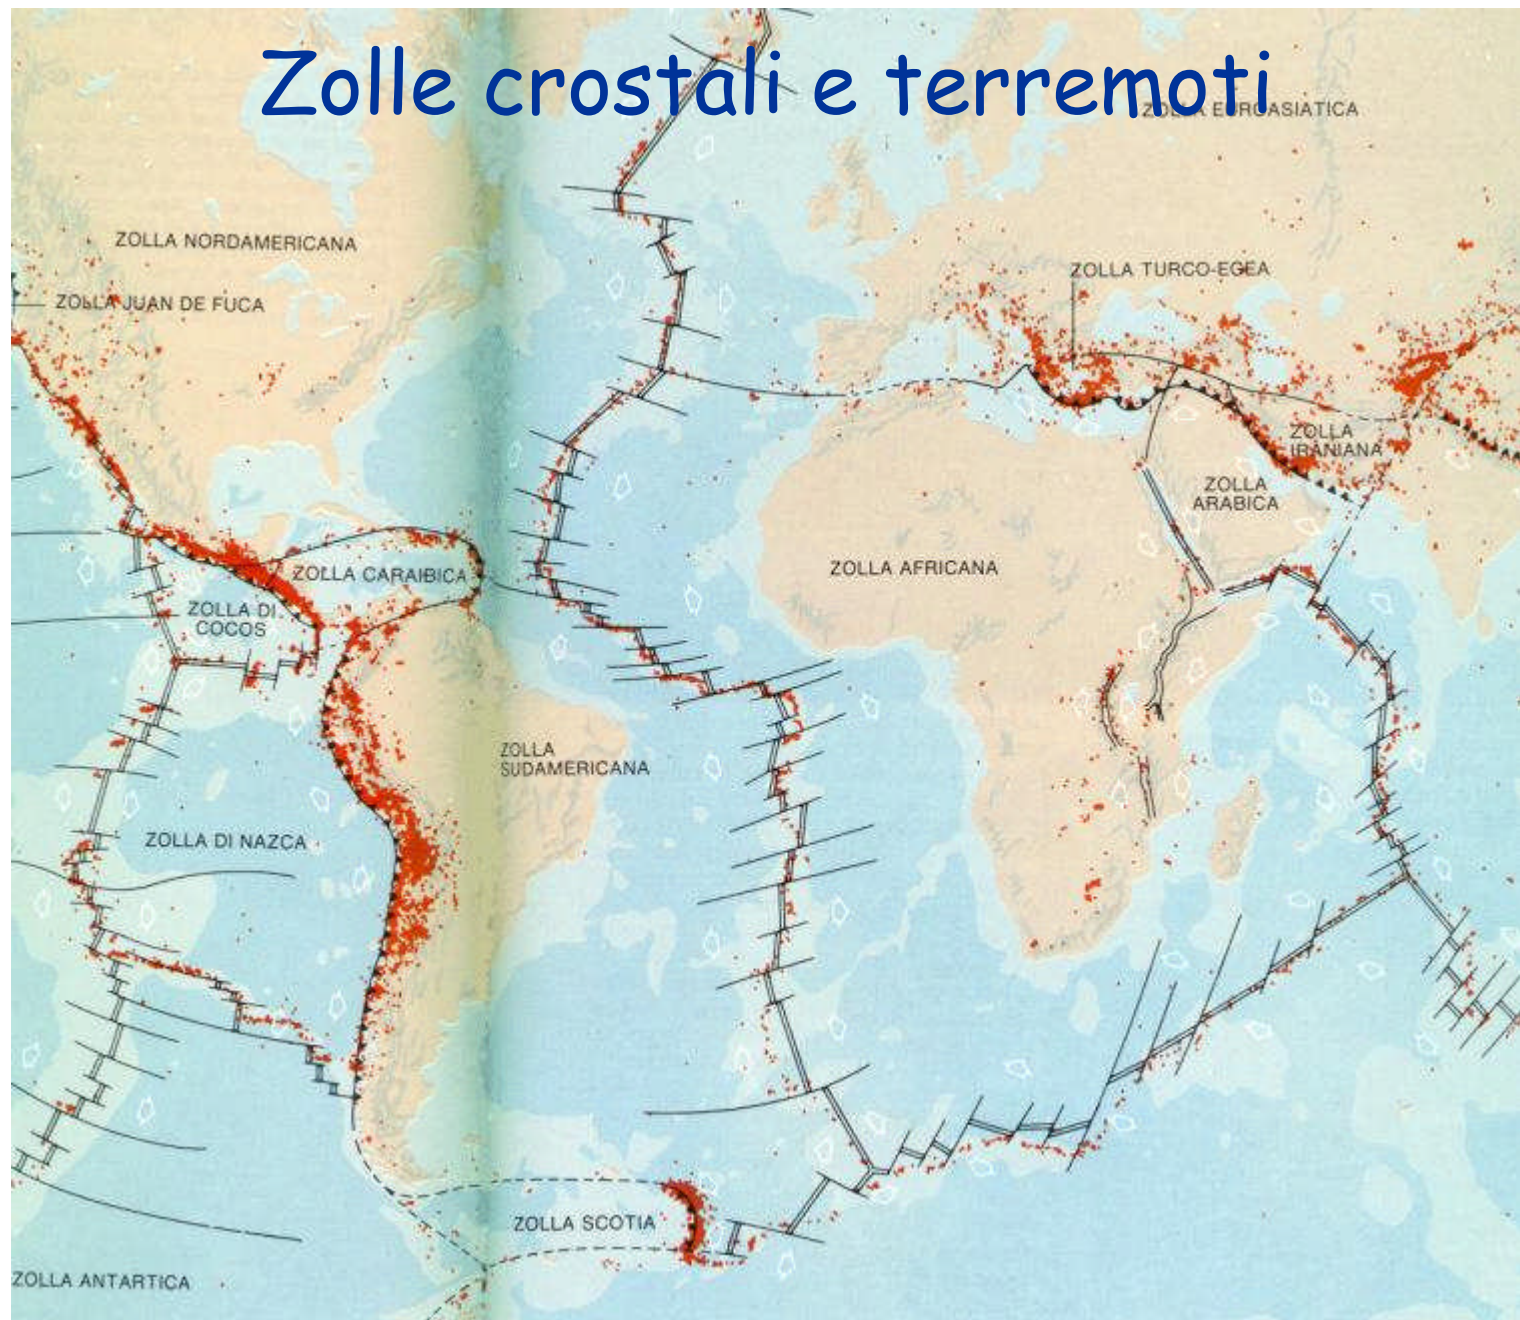 Zolle crostali e terremoti
ZOLLA EUROASIATICA
ZOLLA NORDAMERICANA
ZOLLA TURCO-EGEA
ZOLLA JUAN DE FUCA
ZOLLA
IRANIANA
ZOLLA
ARABICA
ZOLLA AFRICANA
ZOLLA CARAIBICA
ZOLLA DI
COCOS
ZOLLA
SUDAMERICANA
ZOLLA DI NAZCA
ZOLLA SCOTIA
ZOLLA ANTARTICA